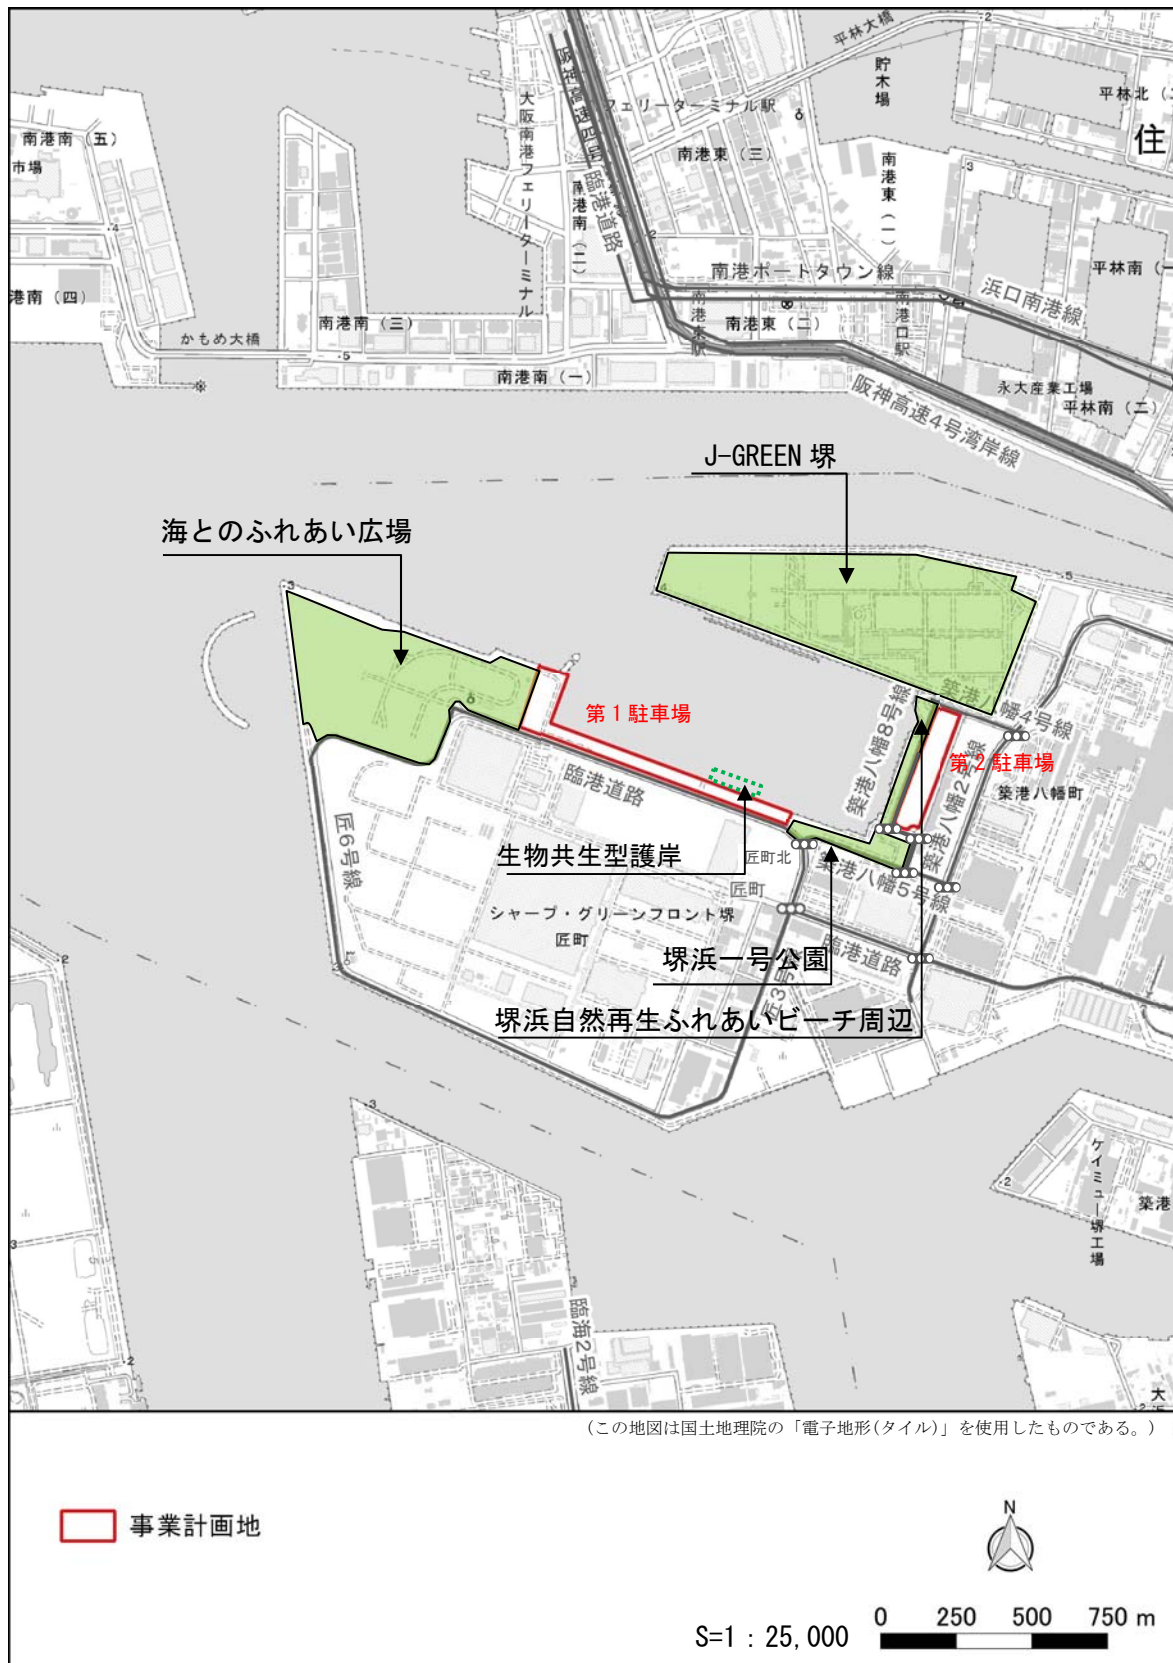 平林大橋
貯木場
平林北（二
住
フェリーターミナル駅
阪神高速四号
臨港道路
大阪南港フェリーターミナル
南港南（五）
市場
南港東（三）
南港東（一）
南港南（二）
港南（四）
かもめ大橋
南港南（三）
南港ポートタウン線
南港東駅
南港東（二）
南港口駅
浜口南港線
平林南（一
南港南（一）
永大産業工場
平林南（二）
阪神高速4号湾岸線
J-GREEN 堺
海とのふれあい広場
第１駐車場
第２駐車場
築港八幡4号線
築港八幡8号線
築港八幡2号線
築港八幡町
臨港道路
匠6号線
生物共生型護岸
匠町北
匠町
築港八幡5号線
シャープ・グリーンフロント堺
匠町
堺浜一号公園
臨港道路
匠3号線
堺浜自然再生ふれあいビーチ周辺
ケイミュー堺工場
築港
臨海2号線
大
（この地図は国土地理院の「電子地形(タイル)」を使用したものである。）
事業計画地
N
S=1：25,000
0 250 500 750 m